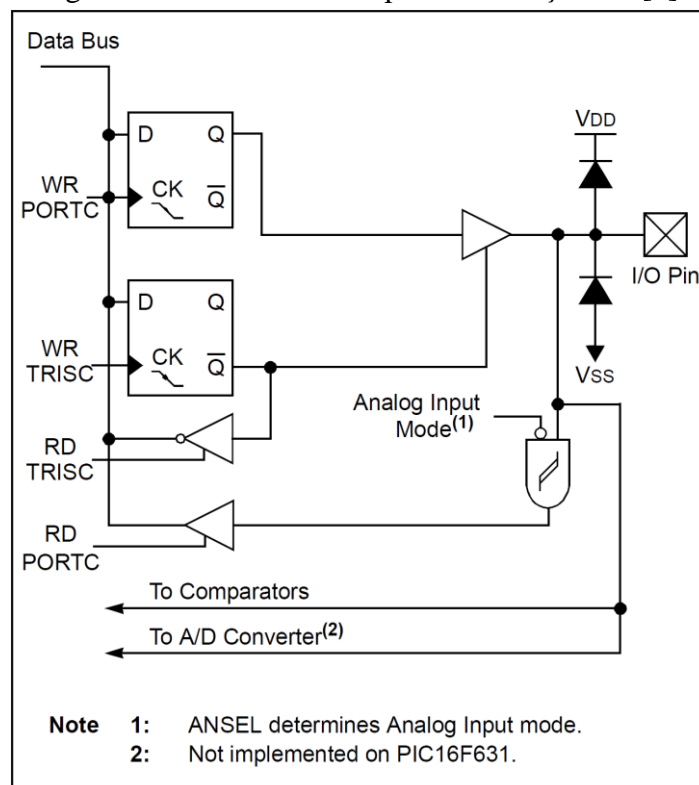 Data Bus
D Q
VDD
WR
PORTC
CK Q
I/O Pin
D Q
WR
TRISC
CK Q
VSS
Analog Input
Mode(1)
RD
TRISC
RD
PORTC
To Comparators
To A/D Converter(2)
Note 1: ANSEL determines Analog Input mode.
2: Not implemented on PIC16F631.